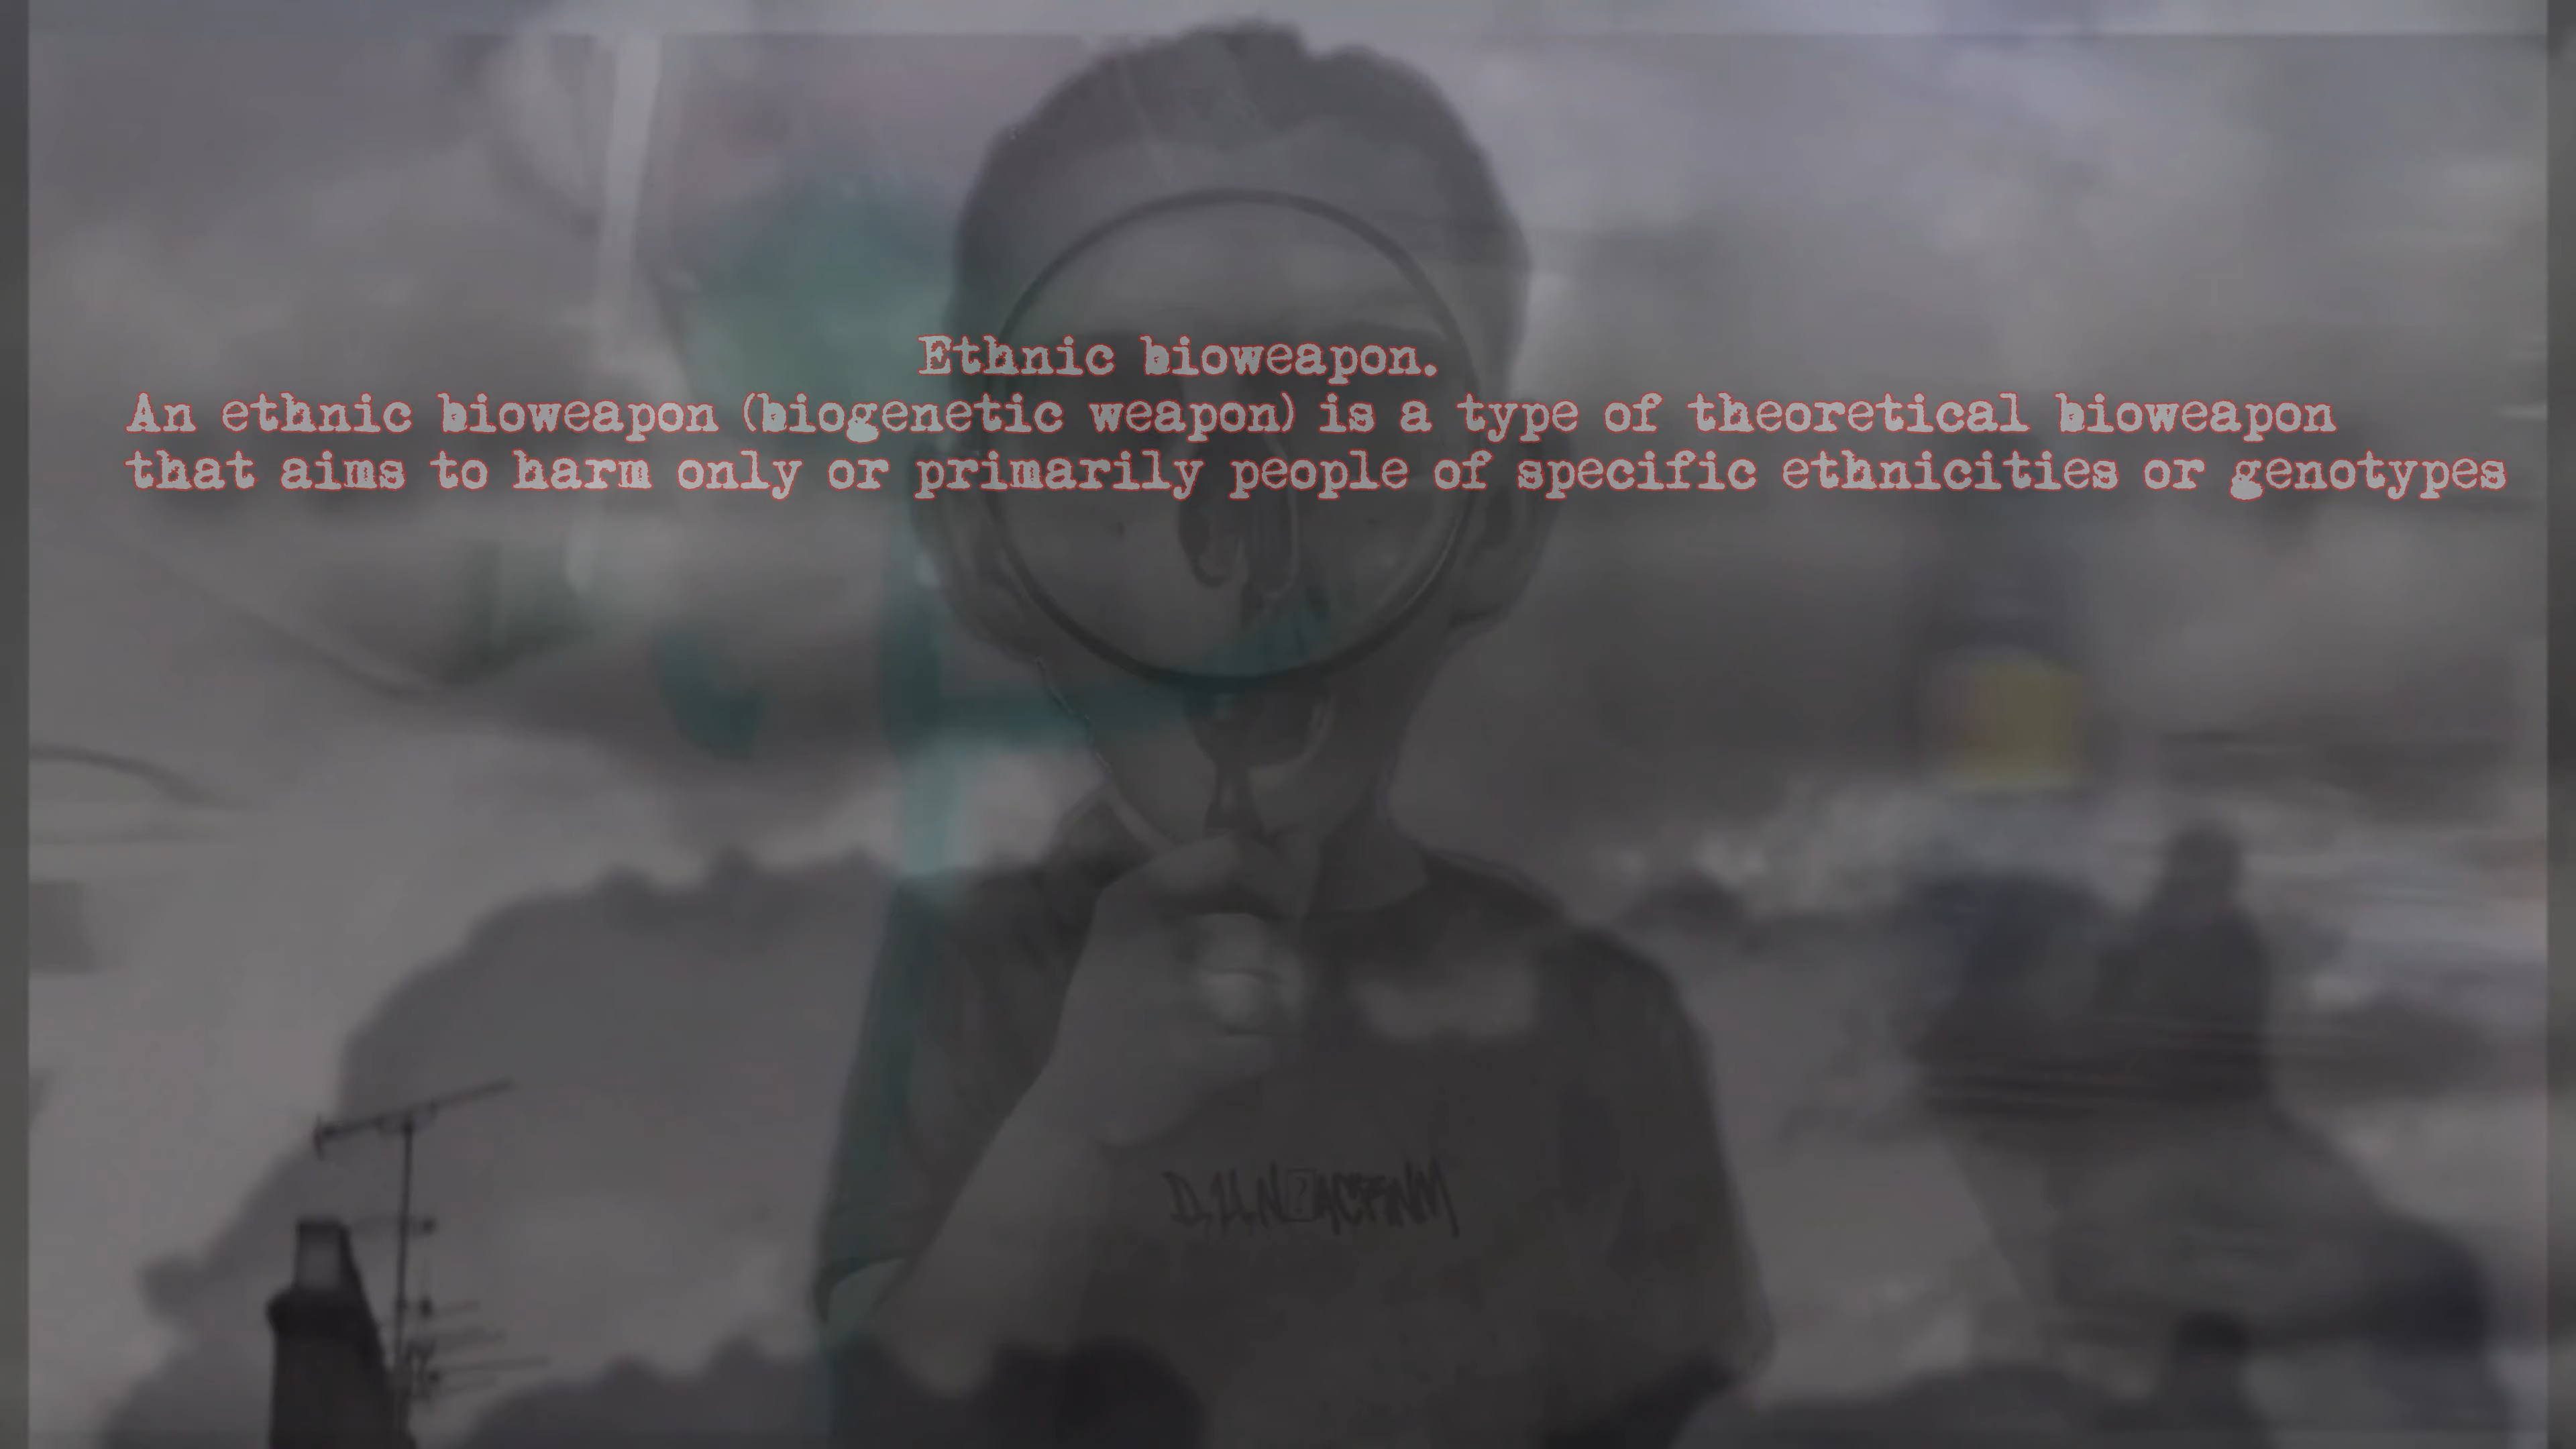 Ethnic bioweapon.
An ethnic bioweapon (biogenetic weapon) is a type of theoretical bioweapon
that aims to harm only or primarily people of specific ethnicities or genotypes